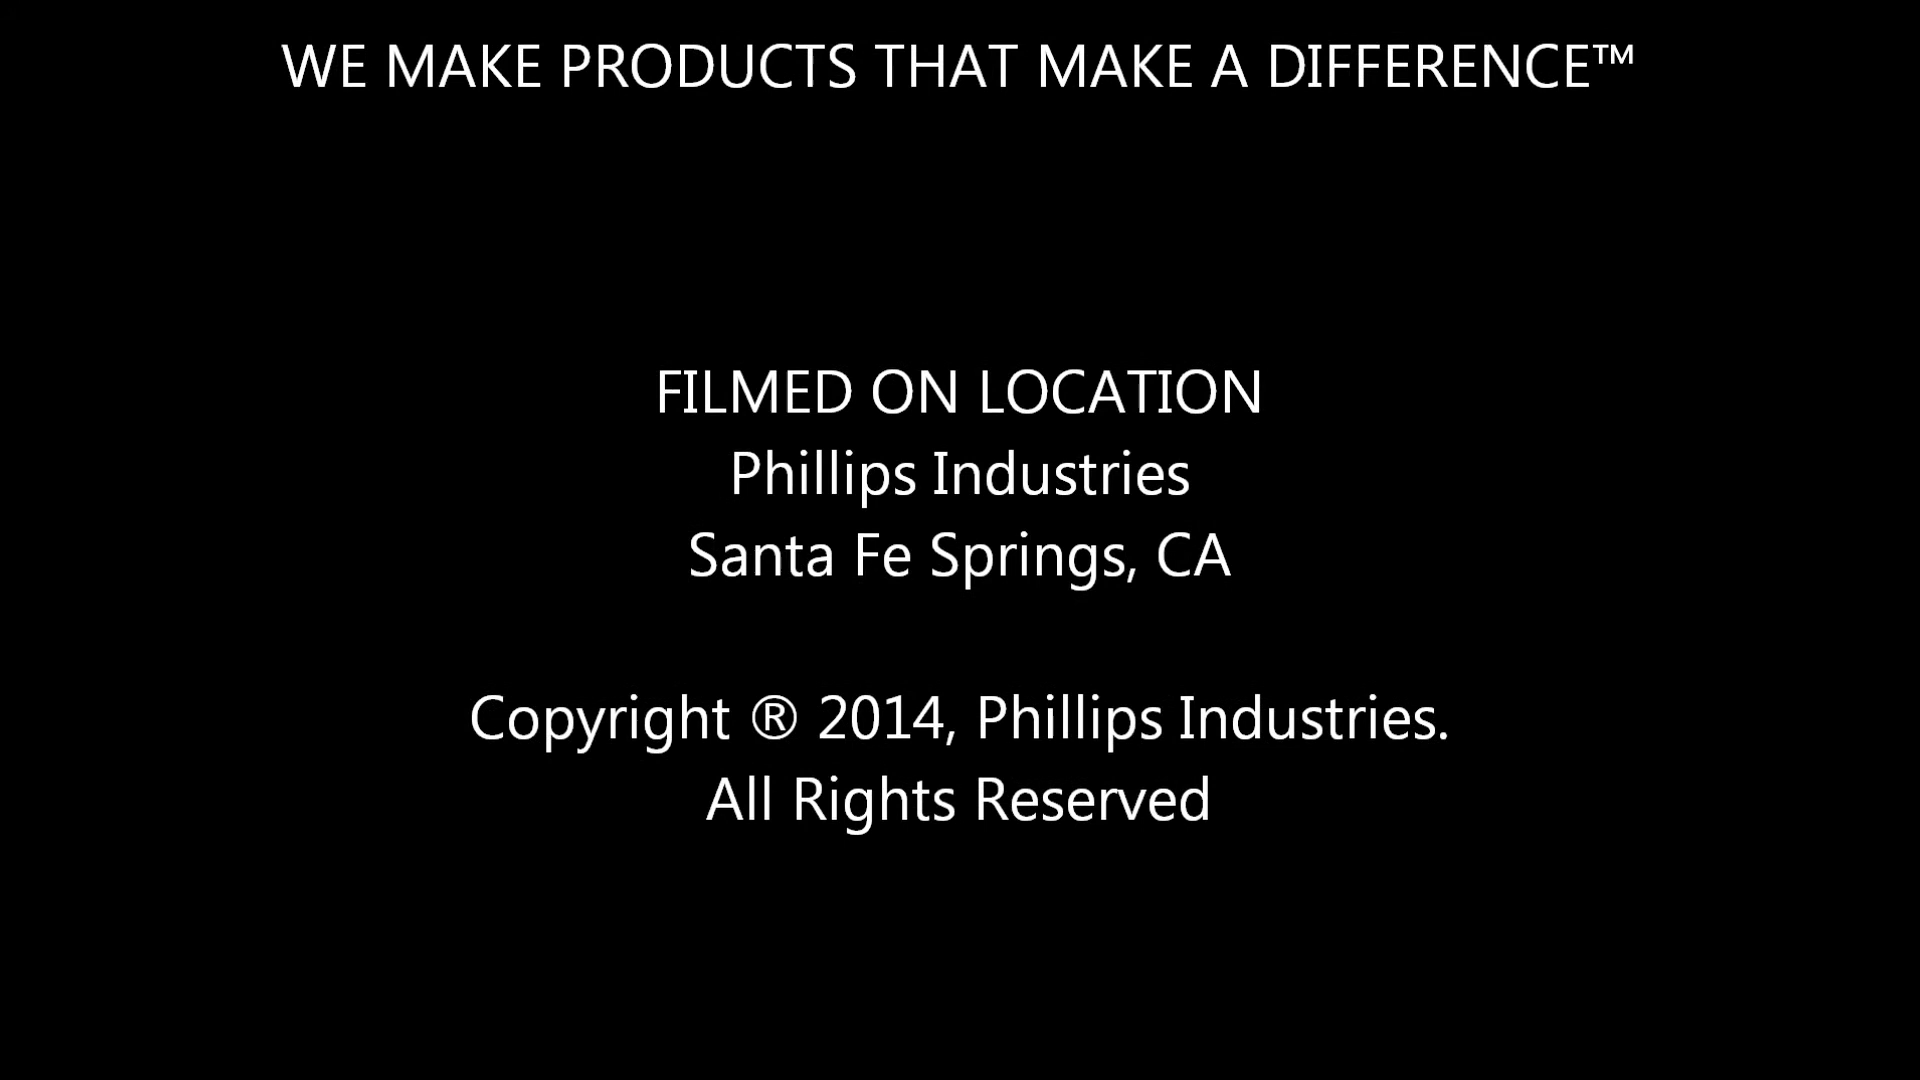 WE MAKE PRODUCTS THAT MAKE A DIFFERENCE™
FILMED ON LOCATION
Phillips Industries
Santa Fe Springs, CA
Copyright ® 2014, Phillips Industries.
All Rights Reserved